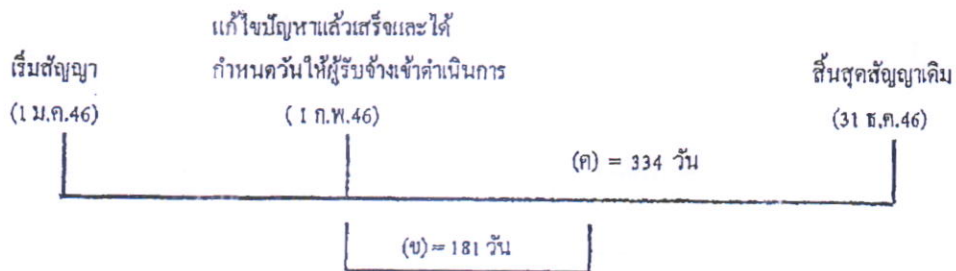 แก้ไขปัญหาแล้วเสร็จและได้
เริ่มสัญญา
กำหนดวันให้ผู้รับจ้างเข้าดำเนินการ
สิ้นสุดสัญญาเดิม
(1 ม.ค.46)
( 1 ก.พ.46)
(31 ธ.ค.46)
(ค) = 334 วัน
(ข) = 181 วัน